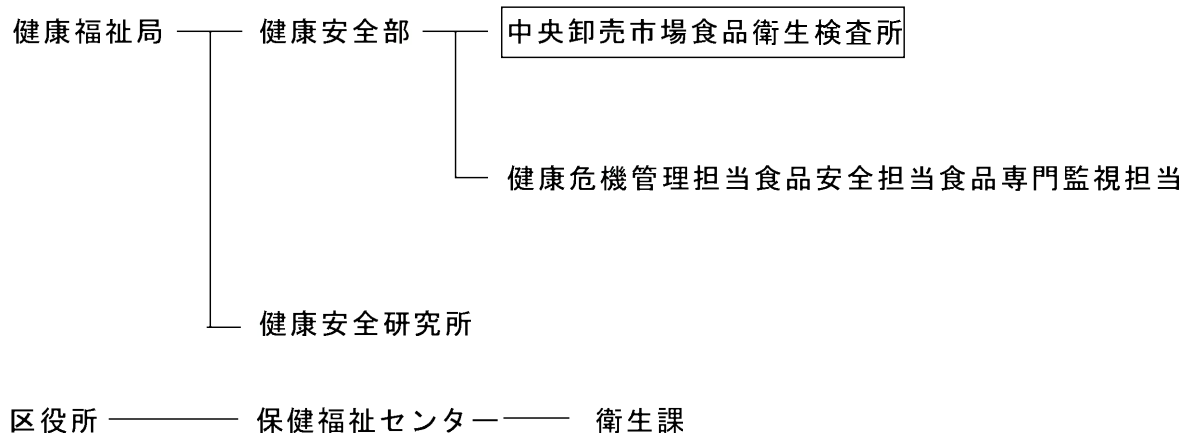 健康福祉局 健康安全部 中央卸売市場食品衛生検査所
健康危機管理担当食品安全担当食品専門監視担当
健康安全研究所
区役所 保健福祉センター 衛生課